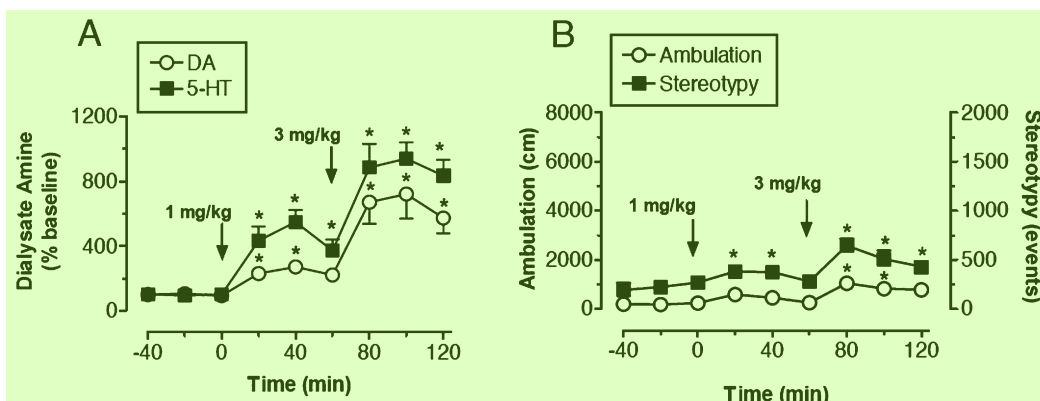 A
DA
5-HT
Dialysate Amine
(% baseline)
1200
800
400
0
1 mg/kg
3 mg/kg
* * * * * * * * * * *
-40 0 40 80 120
Time (min)
B
Ambulation
Stereotypy
Ambulation (cm)
8000
6000
4000
2000
0
1 mg/kg
3 mg/kg
* * * * * * *
2000
1500
1000
500
0
Stereotypy (events)
-40 0 40 80 120
Time (min)